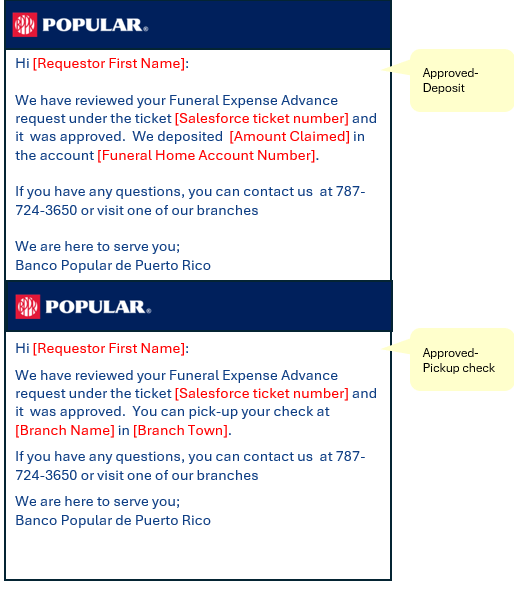 POPULAR®
Hi [Requestor First Name]:
Approved-
Deposit
We have reviewed your Funeral Expense Advance
request under the ticket [Salesforce ticket number] and
it  was approved.  We deposited  [Amount Claimed] in
the account [Funeral Home Account Number].
If you have any questions, you can contact us  at 787-
724-3650 or visit one of our branches
We are here to serve you;
Banco Popular de Puerto Rico
POPULAR®
Hi [Requestor First Name]:
Approved-
Pickup check
We have reviewed your Funeral Expense Advance
request under the ticket [Salesforce ticket number] and
it  was approved.  You can pick-up your check at
[Branch Name] in [Branch Town].
If you have any questions, you can contact us  at 787-
724-3650 or visit one of our branches
We are here to serve you;
Banco Popular de Puerto Rico